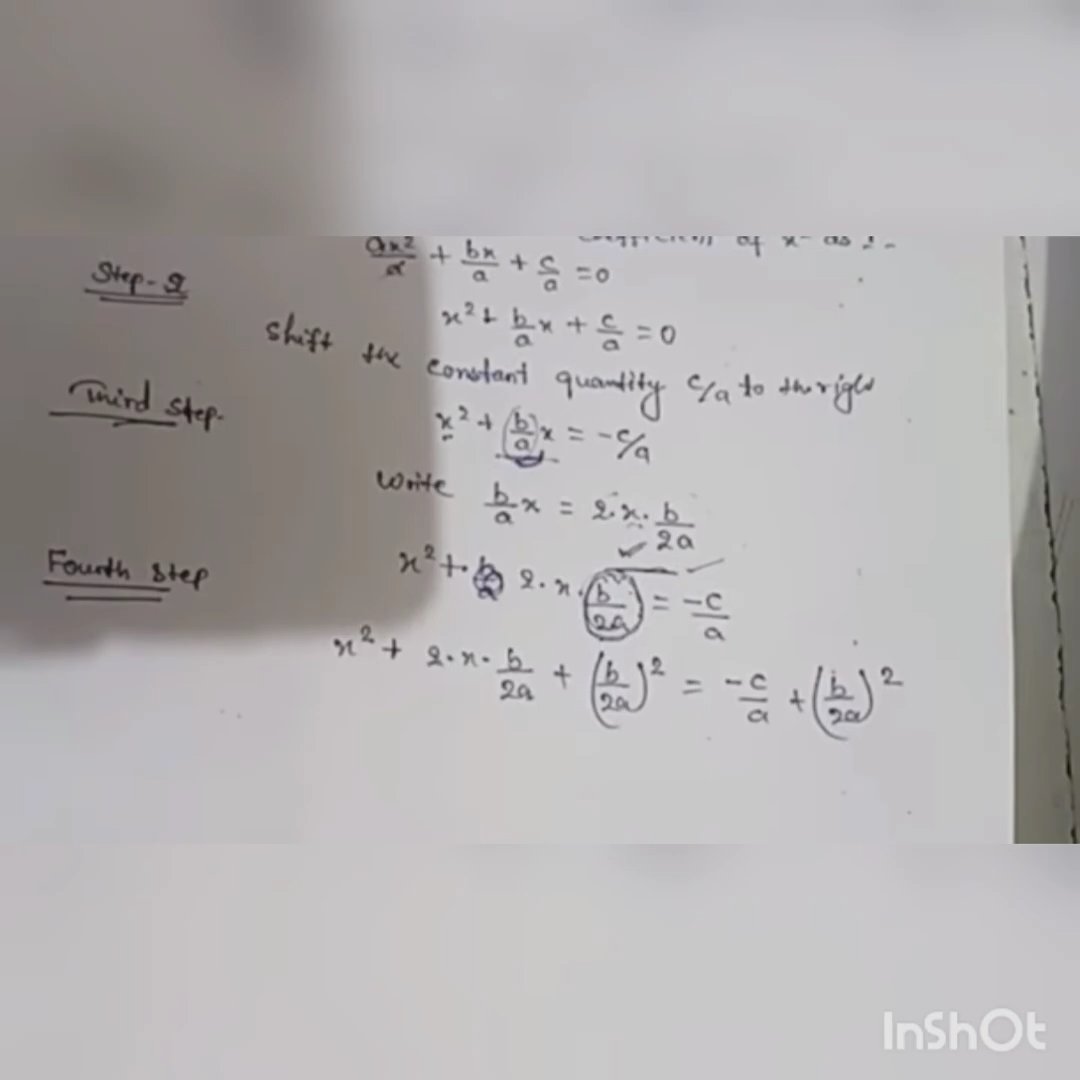 of x² as 1.
ax²/a + bx/a + c/a = 0
Step-2
x² + b/a x + c/a = 0
Shift the constant quantity c/a to the right
Third Step-
x² + (b/a)x = -c/a
Write b/a x = 2·x· b/2a
Fourth Step
x² + 2·x· b/2a = -c/a
x² + 2·x· b/2a + (b/2a)² = -c/a + (b/2a)²
InShOt